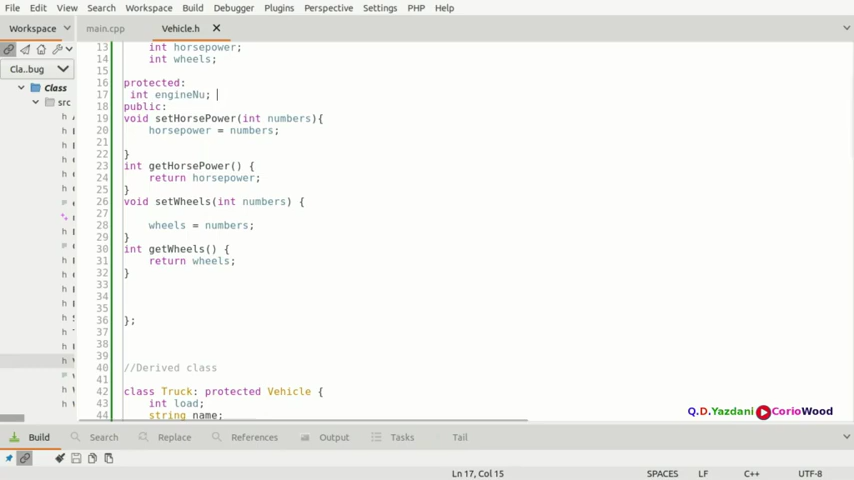 File Edit View Search Workspace Build Debugger Plugins Perspective Settings PHP Help
Workspace main.cpp Vehicle.h
Cla..bug
Class
src
13 int horsepower;
14 int wheels;
15
16 protected:
17 int engineNu;
18 public:
19 void setHorsePower(int numbers){
20 horsepower = numbers;
21
22 }
23 int getHorsePower() {
24 return horsepower;
25 }
26 void setWheels(int numbers) {
27
28 wheels = numbers;
29 }
30 int getWheels() {
31 return wheels;
32 }
33
34
35
36 };
37
38
39
40 //Derived class
41
42 class Truck: protected Vehicle {
43 int load;
44 string name;
Q.D.Yazdani CorioWood
Build Search Replace References Output Tasks Tail
Ln 17, Col 15 SPACES LF C++ UTF-8